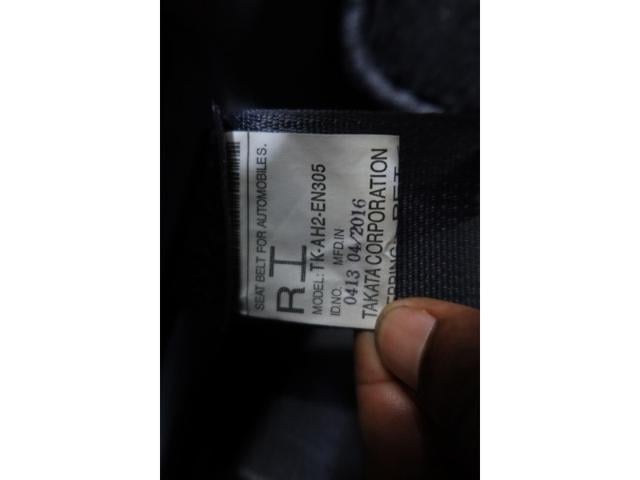 SEAT BELT FOR AUTOMOBILES.
RI
MODEL: TK-AH2-EN305
ID.NO. MFD.IN
0413 04/2016
TAKATA CORPORATION